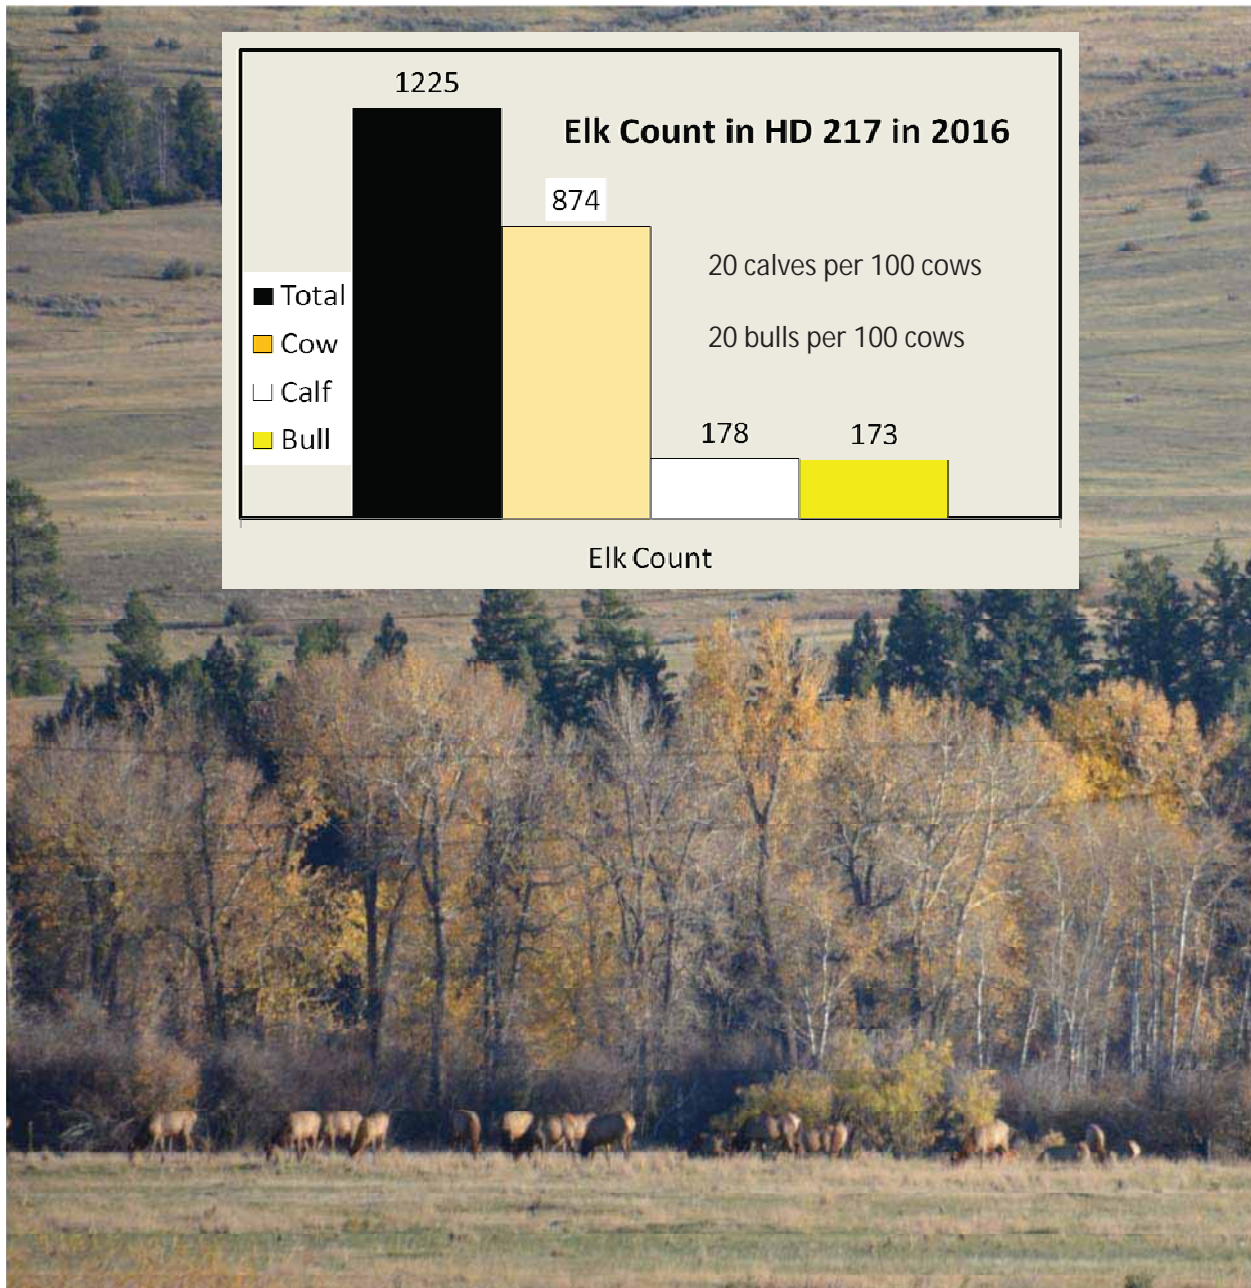 1225
Elk Count in HD 217 in 2016
874
20 calves per 100 cows
Total
20 bulls per 100 cows
Cow
Calf
178
173
Bull
Elk Count